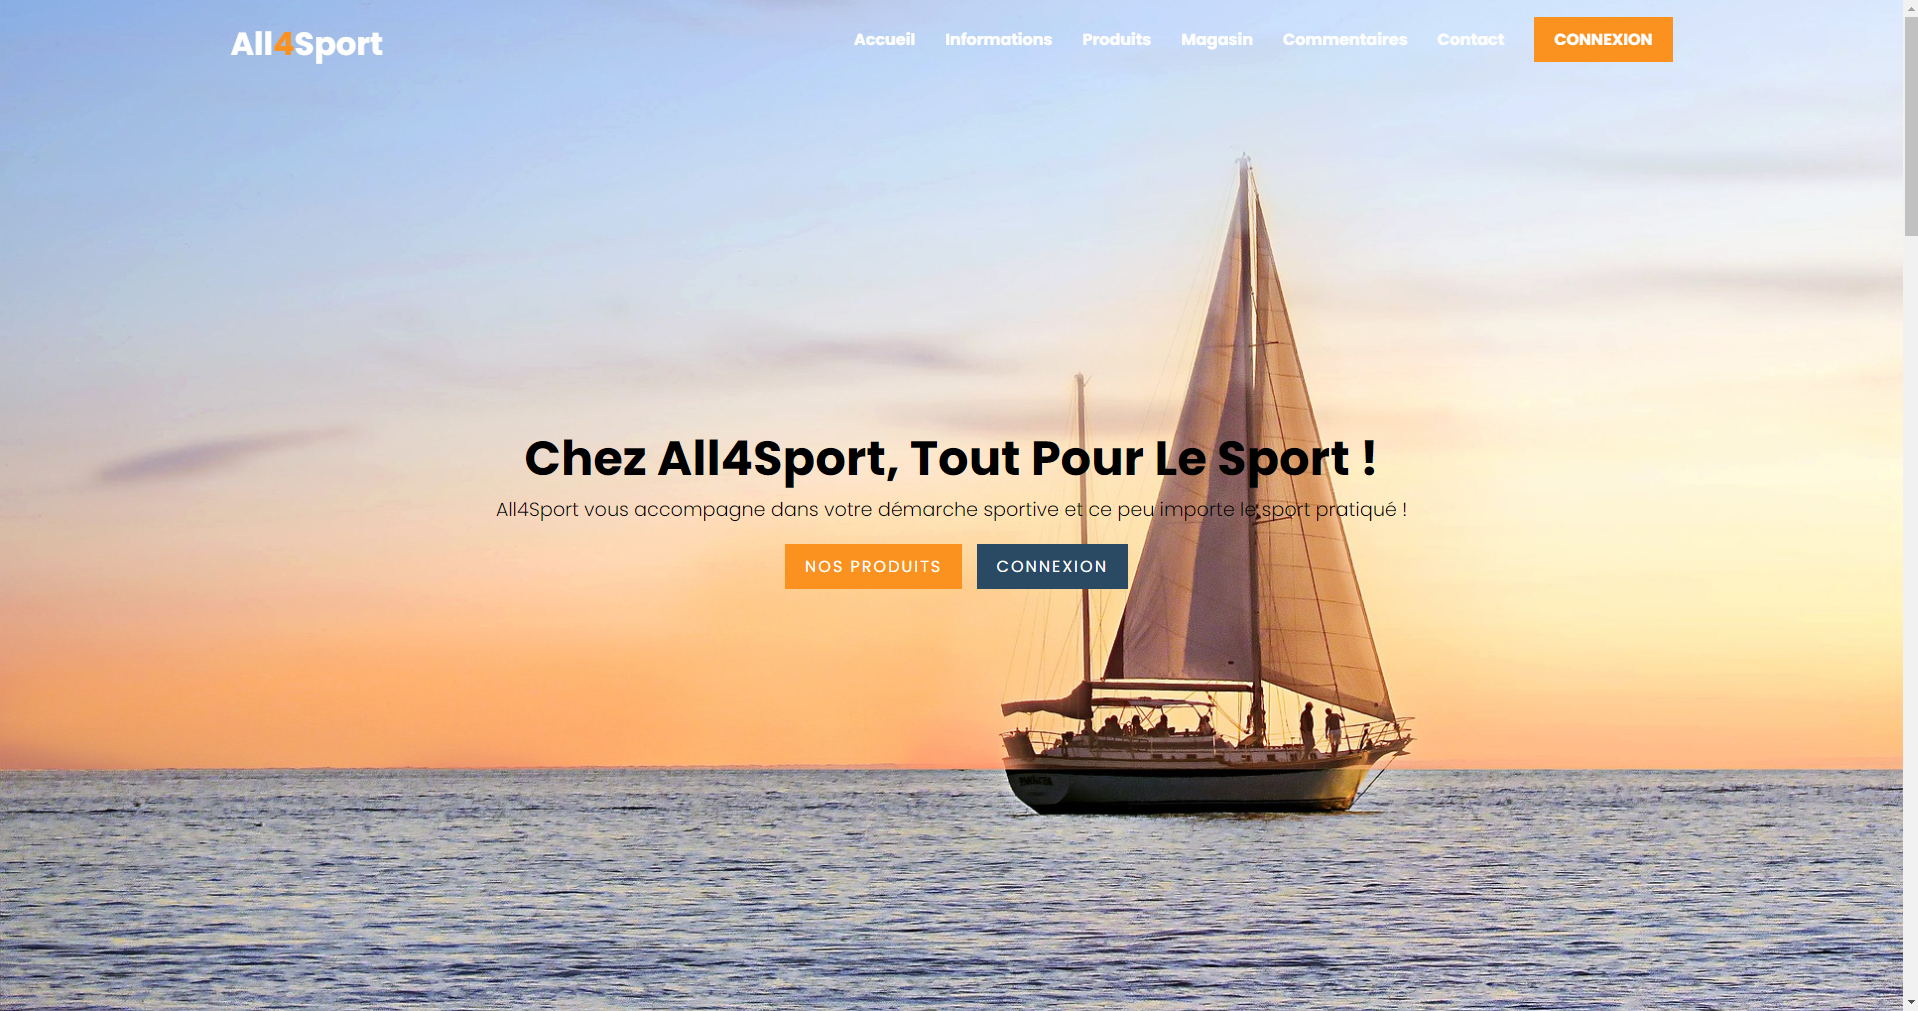 All4Sport
Accueil Informations Produits Magasin Commentaires Contact CONNEXION
Chez All4Sport, Tout Pour Le Sport !
All4Sport vous accompagne dans votre démarche sportive et ce peu importe le sport pratiqué !
NOS PRODUITS CONNEXION